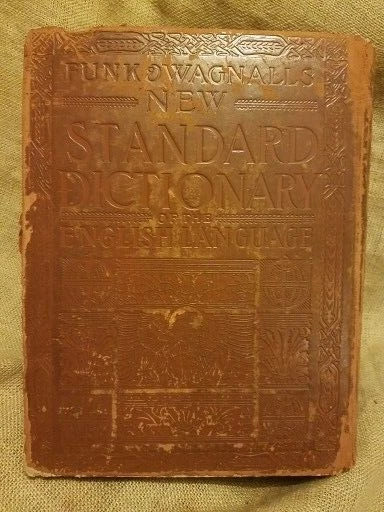 FUNK & WAGNALLS
NEW
STANDARD
DICTIONARY
OF THE
ENGLISH LANGUAGE